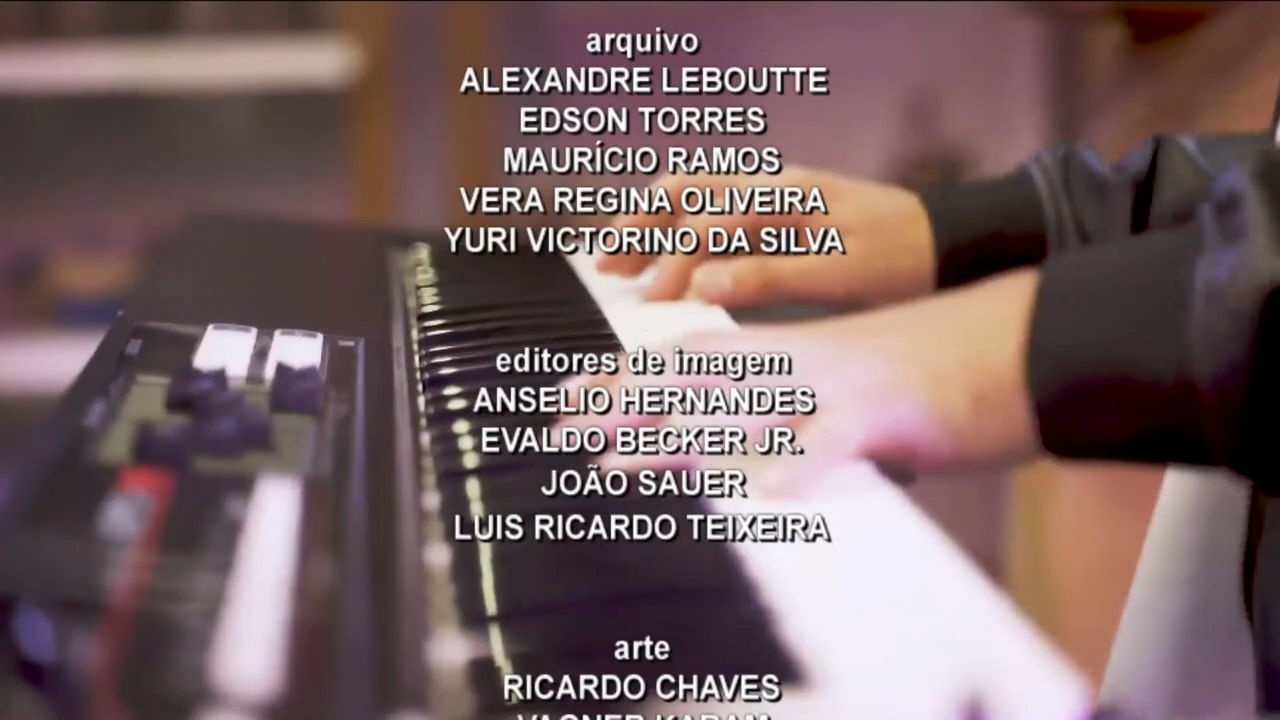 arquivo
ALEXANDRE LEBOUTTE
EDSON TORRES
MAURÍCIO RAMOS
VERA REGINA OLIVEIRA
YURI VICTORINO DA SILVA
editores de imagem
ANSELIO HERNANDES
EVALDO BECKER JR.
JOÃO SAUER
LUIS RICARDO TEIXEIRA
arte
RICARDO CHAVES
VAGNER